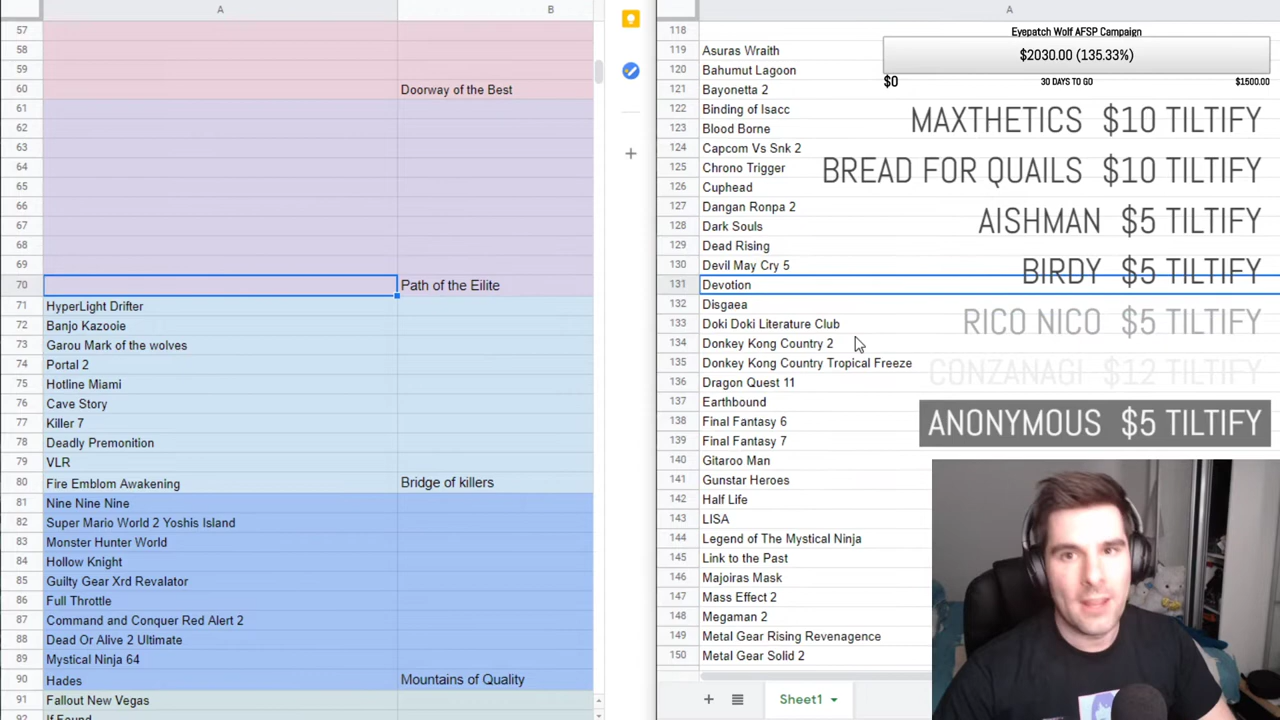 A
B
57
58
59
60 Doorway of the Best
61
62
63
64
65
66
67
68
69
70 Path of the Eilite
71 HyperLight Drifter
72 Banjo Kazooie
73 Garou Mark of the wolves
74 Portal 2
75 Hotline Miami
76 Cave Story
77 Killer 7
78 Deadly Premonition
79 VLR
80 Fire Emblom Awakening Bridge of killers
81 Nine Nine Nine
82 Super Mario World 2 Yoshis Island
83 Monster Hunter World
84 Hollow Knight
85 Guilty Gear Xrd Revalator
86 Full Throttle
87 Command and Conquer Red Alert 2
88 Dead Or Alive 2 Ultimate
89 Mystical Ninja 64
90 Hades Mountains of Quality
91 Fallout New Vegas
92 If Found
A
118
119 Asuras Wraith
120 Bahumut Lagoon
121 Bayonetta 2
122 Binding of Isacc
123 Blood Borne
124 Capcom Vs Snk 2
125 Chrono Trigger
126 Cuphead
127 Dangan Ronpa 2
128 Dark Souls
129 Dead Rising
130 Devil May Cry 5
131 Devotion
132 Disgaea
133 Doki Doki Literature Club
134 Donkey Kong Country 2
135 Donkey Kong Country Tropical Freeze
136 Dragon Quest 11
137 Earthbound
138 Final Fantasy 6
139 Final Fantasy 7
140 Gitaroo Man
141 Gunstar Heroes
142 Half Life
143 LISA
144 Legend of The Mystical Ninja
145 Link to the Past
146 Majoiras Mask
147 Mass Effect 2
148 Megaman 2
149 Metal Gear Rising Revenagence
150 Metal Gear Solid 2
Sheet1
Eyepatch Wolf AFSP Campaign
$2030.00 (135.33%)
$0 30 DAYS TO GO $1500.00
MAXTHETICS $10 TILTIFY
BREAD FOR QUAILS $10 TILTIFY
AISHMAN $5 TILTIFY
BIRDY $5 TILTIFY
RICO NICO $5 TILTIFY
CONZANAGI $12 TILTIFY
ANONYMOUS $5 TILTIFY